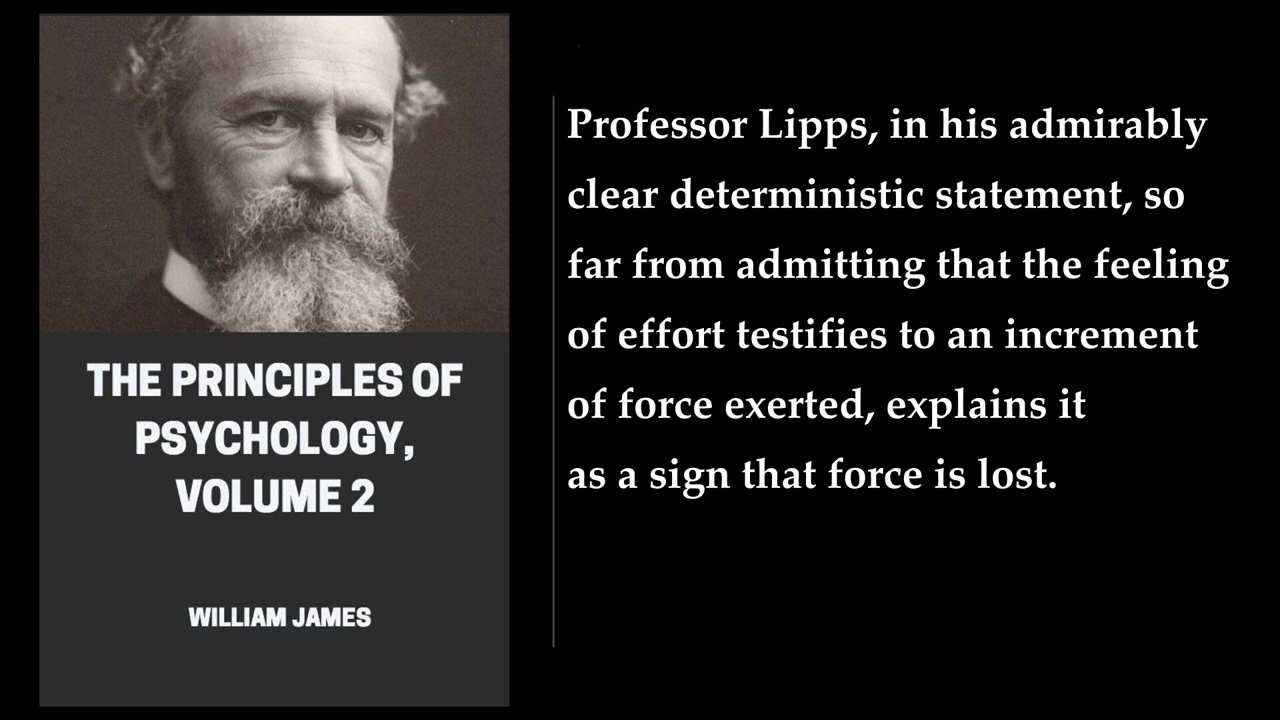 THE PRINCIPLES OF
PSYCHOLOGY,
VOLUME 2
WILLIAM JAMES
Professor Lipps, in his admirably
clear deterministic statement, so
far from admitting that the feeling
of effort testifies to an increment
of force exerted, explains it
as a sign that force is lost.